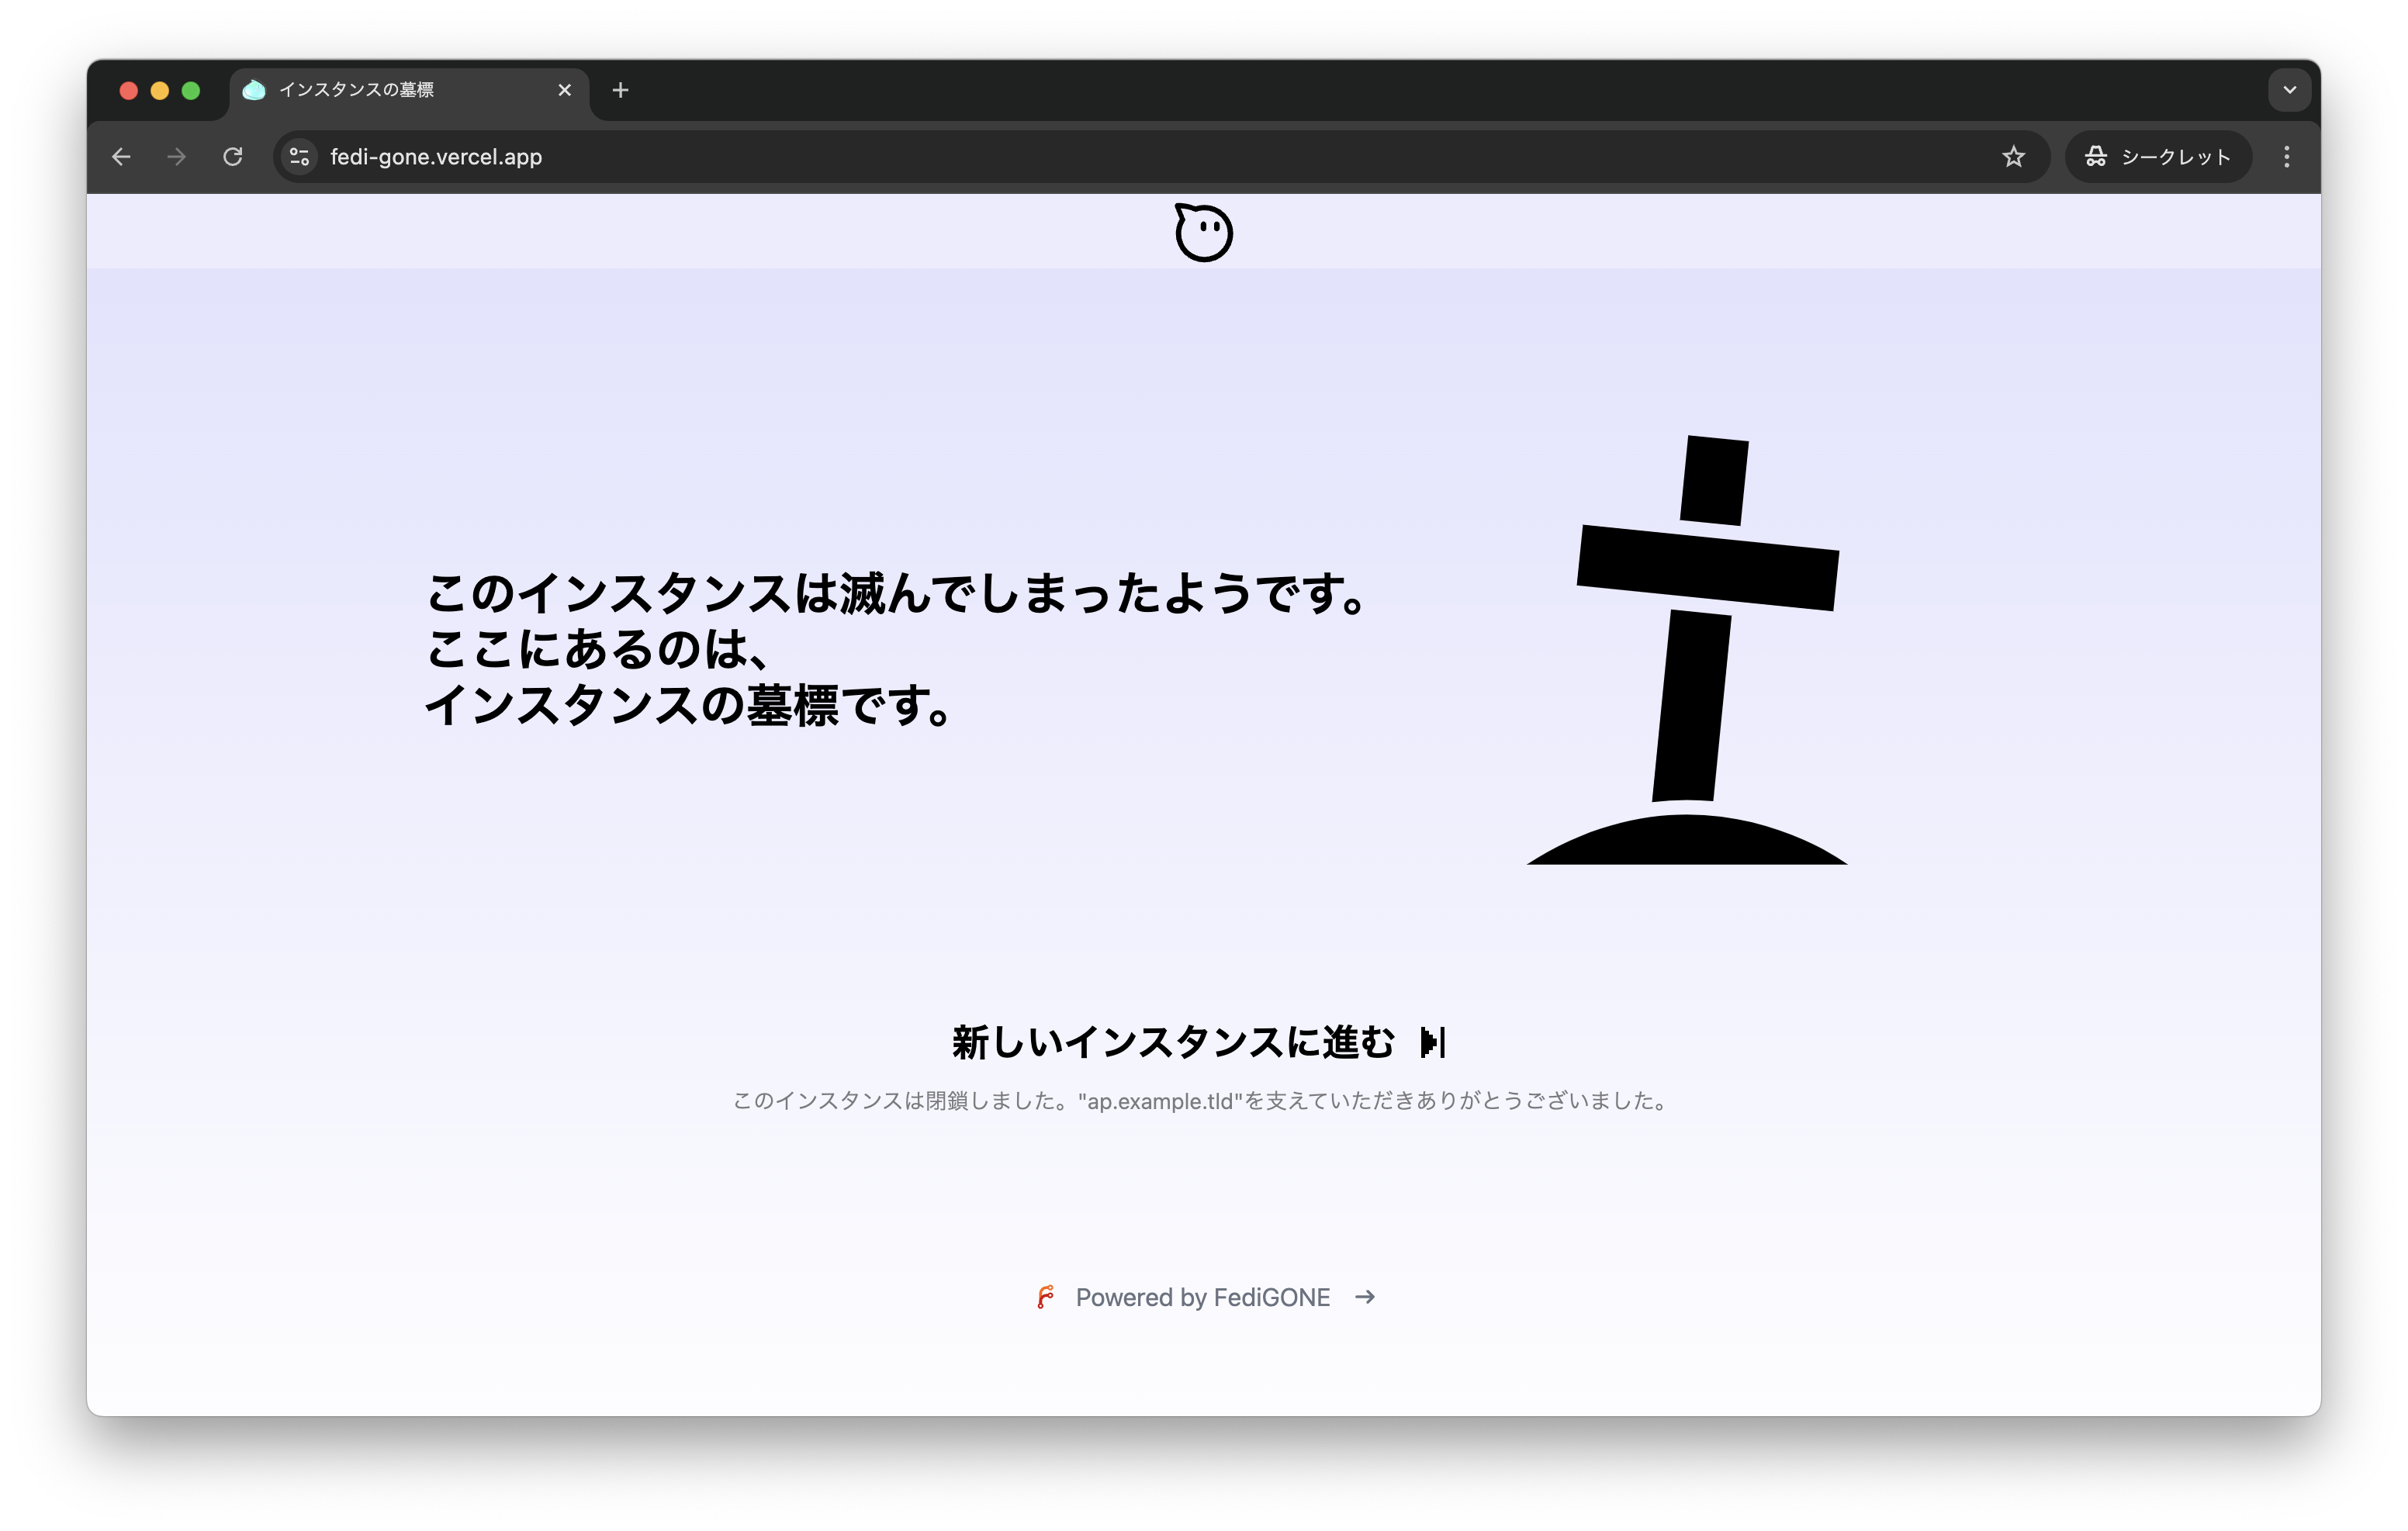 インスタンスの墓標
fedi-gone.vercel.app
シークレット
このインスタンスは滅んでしまったようです。
ここにあるのは、
インスタンスの墓標です。
新しいインスタンスに進む
このインスタンスは閉鎖しました。"ap.example.tld"を支えていただきありがとうございました。
Powered by FediGONE →